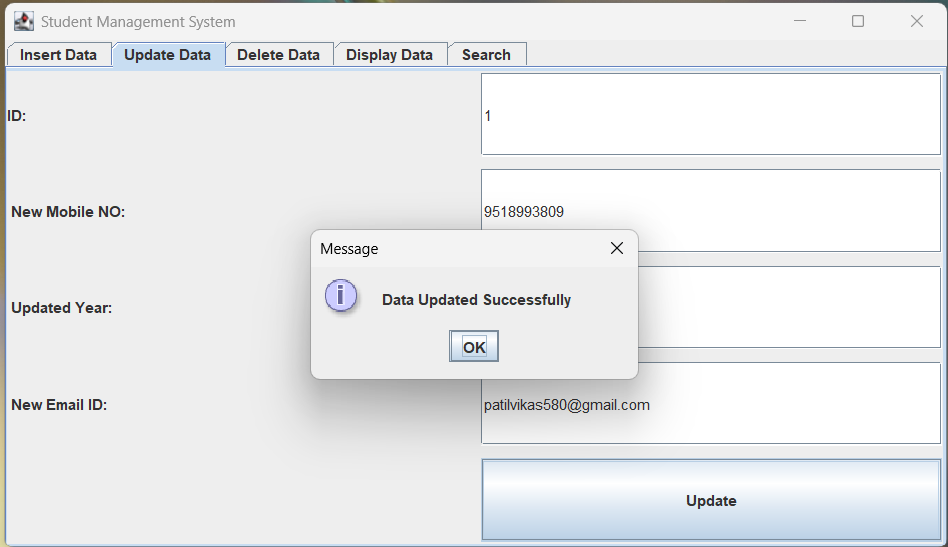 Student Management System
Insert Data Update Data Delete Data Display Data Search
ID: 1
New Mobile NO: 9518993809
Message
i Data Updated Successfully
Updated Year:
OK
New Email ID: patilvikas580@gmail.com
Update